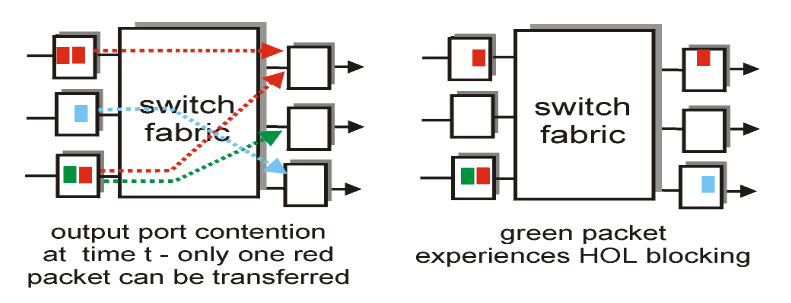 switch
fabric
output port contention
at time t - only one red
packet can be transferred
switch
fabric
green packet
experiences HOL blocking